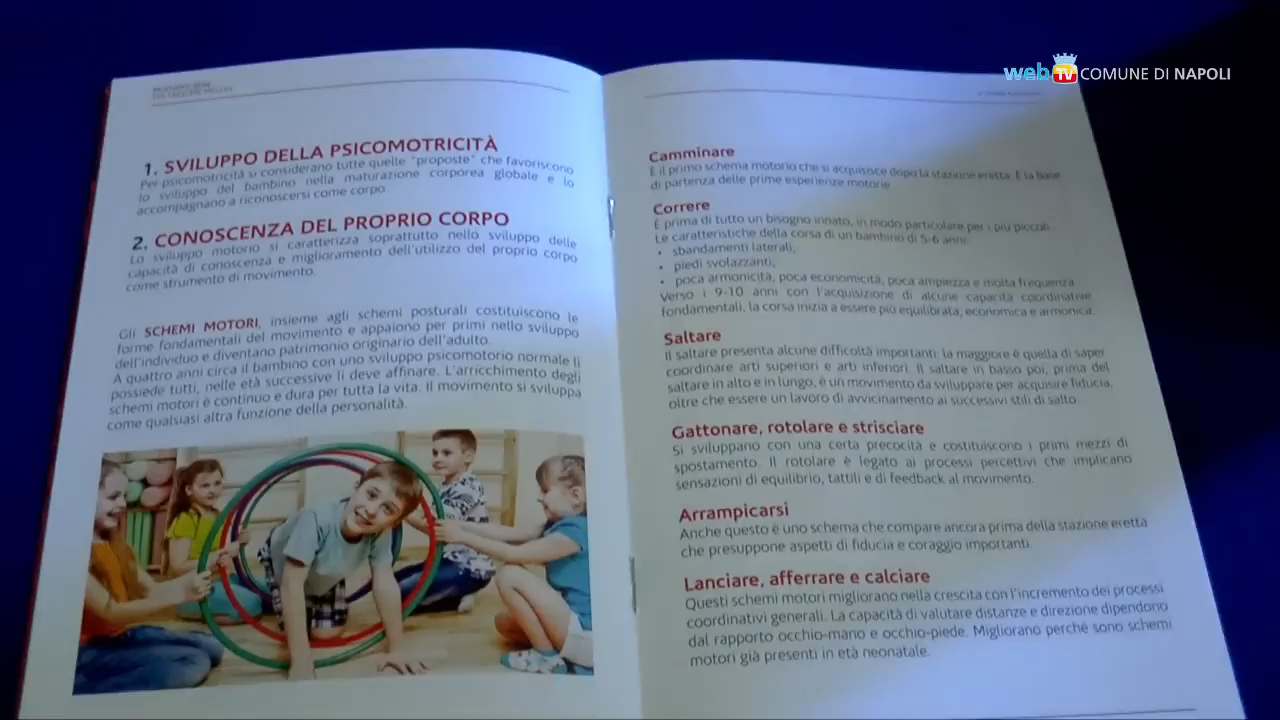 web TV COMUNE DI NAPOLI
1. SVILUPPO DELLA PSICOMOTRICITÀ
Per psicomotricità si considerano tutte quelle "proposte" che favoriscono
lo sviluppo del bambino nella maturazione corporea globale e lo
accompagnano a riconoscersi come corpo.
2. CONOSCENZA DEL PROPRIO CORPO
Lo sviluppo motorio si caratterizza soprattutto nello sviluppo delle
capacità di conoscenza e miglioramento dell'utilizzo del proprio corpo
come strumento di movimento.
Gli SCHEMI MOTORI, insieme agli schemi posturali costituiscono le
forme fondamentali del movimento e appaiono per primi nello sviluppo
dell'individuo e diventano patrimonio originario dell'adulto.
A quattro anni circa il bambino con uno sviluppo psicomotorio normale li
possiede tutti, nelle età successive li deve affinare. L'arricchimento degli
schemi motori è continuo e dura per tutta la vita. Il movimento si sviluppa
come qualsiasi altra funzione della personalità.
Camminare
È il primo schema motorio che si acquisisce dopo la stazione eretta. È la base
di partenza delle prime esperienze motorie.
Correre
È prima di tutto un bisogno innato, in modo particolare per i più piccoli.
Le caratteristiche della corsa di un bambino di 5-6 anni:
• sbandamenti laterali;
• piedi svolazzanti;
• poca armonicità, poca economicità, poca ampiezza e molta frequenza.
Verso i 9-10 anni con l'acquisizione di alcune capacità coordinative
fondamentali, la corsa inizia a essere più equilibrata, economica e armonica.
Saltare
Il saltare presenta alcune difficoltà importanti: la maggiore è quella di saper
coordinare arti superiori e arti inferiori. Il saltare in basso poi, prima del
saltare in alto e in lungo, è un movimento da sviluppare per acquisire fiducia,
oltre che essere un lavoro di avvicinamento ai successivi stili di salto.
Gattonare, rotolare e strisciare
Si sviluppano con una certa precocità e costituiscono i primi mezzi di
spostamento. Il rotolare è legato ai processi percettivi che implicano
sensazioni di equilibrio, tattili e di feedback al movimento.
Arrampicarsi
Anche questo è uno schema che compare ancora prima della stazione eretta
che presuppone aspetti di fiducia e coraggio importanti.
Lanciare, afferrare e calciare
Questi schemi motori migliorano nella crescita con l'incremento dei processi
coordinativi generali. La capacità di valutare distanze e direzione dipendono
dal rapporto occhio-mano e occhio-piede. Migliorano perché sono schemi
motori già presenti in età neonatale.